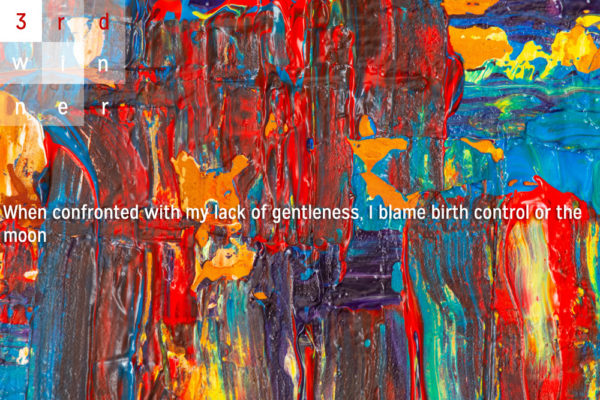 3 r d
w i n
n e r
When confronted with my lack of gentleness, I blame birth control or the
moon